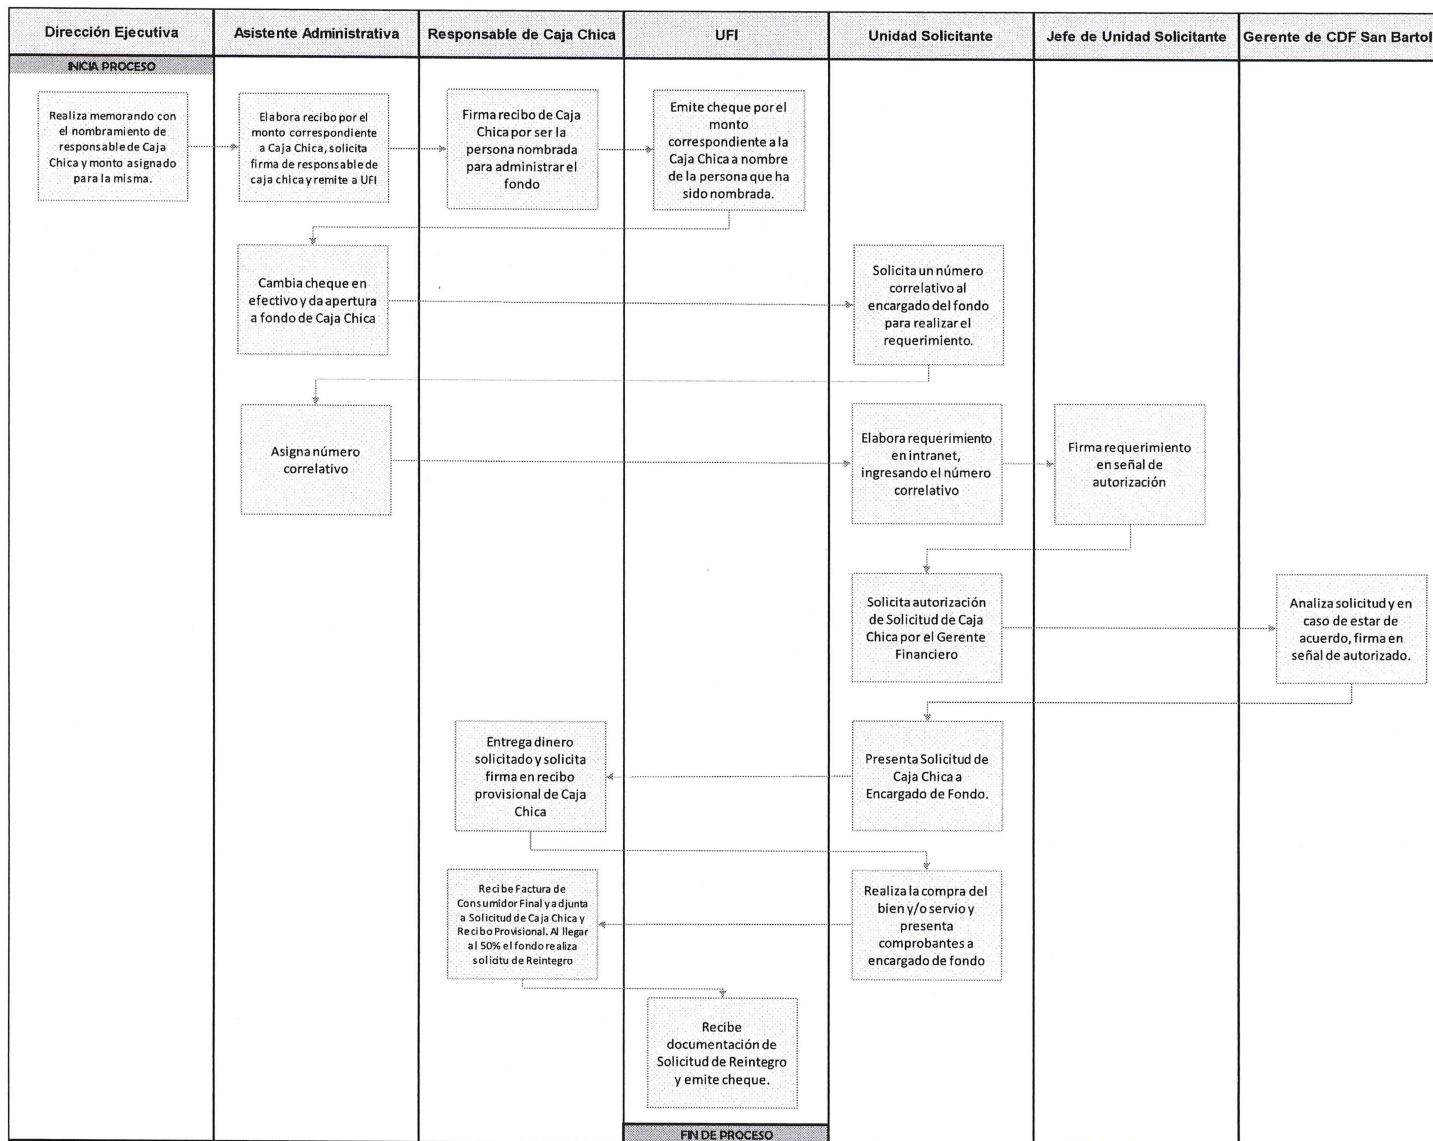 Dirección Ejecutiva
Asistente Administrativa
Responsable de Caja Chica
UFI
Unidad Solicitante
Jefe de Unidad Solicitante
Gerente de CDF San Bartol
INICIA PROCESO
Realiza memorando con
el nombramiento de
responsable de Caja
Chica y monto asignado
para la misma.
Elabora recibo por el
monto correspondiente
a Caja Chica, solicita
firma de responsable de
caja chica y remite a UFI
Firma recibo de Caja
Chica por ser la
persona nombrada
para administrar el
fondo
Emite cheque por el
monto
correspondiente a la
Caja Chica a nombre
de la persona que ha
sido nombrada.
Cambia cheque en
efectivo y da apertura
a fondo de Caja Chica
Solicita un número
correlativo al
encargado del fondo
para realizar el
requerimiento.
Asigna número
correlativo
Elabora requerimiento
en intranet,
ingresando el número
correlativo
Firma requerimiento
en señal de
autorización
Solicita autorización
de Solicitud de Caja
Chica por el Gerente
Financiero
Analiza solicitud y en
caso de estar de
acuerdo, firma en
señal de autorizado.
Entrega dinero
solicitado y solicita
firma en recibo
provisional de Caja
Chica
Presenta Solicitud de
Caja Chica a
Encargado de Fondo.
Recibe Factura de
Consumidor Final y adjunta
a Solicitud de Caja Chica y
Recibo Provisional. Al llegar
al 50% el fondo realiza
solicitu de Reintegro
Realiza la compra del
bien y/o servio y
presenta
comprobantes a
encargado de fondo
Recibe
documentación de
Solicitud de Reintegro
y emite cheque.
FIN DE PROCESO